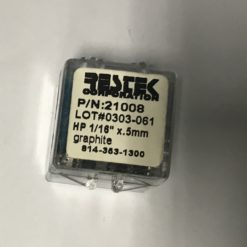 RESTEK
CORPORATION
P/N:21008
LOT#0303-061
HP 1/16" x .5mm
graphite
814-353-1300